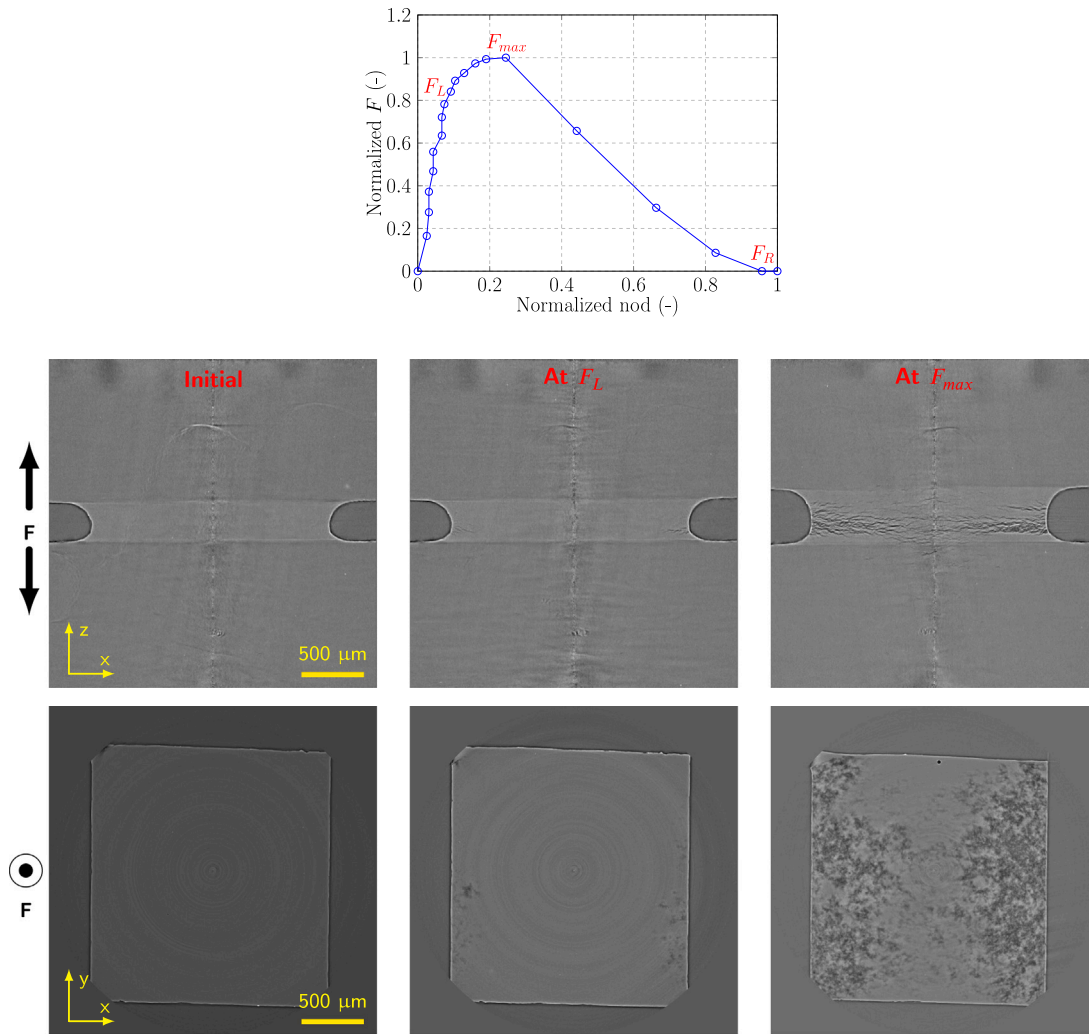 1.2
1
0.8
0.6
0.4
0.2
0
Normalized F (-)
F_L
F_max
F_R
0 0.2 0.4 0.6 0.8 1
Normalized nod (-)
Initial
At F_L
At F_max
F
z
x
500 μm
F
y
x
500 μm